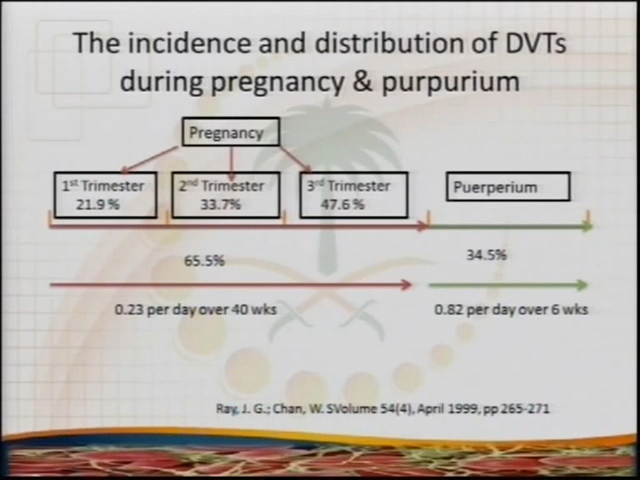 The incidence and distribution of DVTs
during pregnancy & purpurium
Pregnancy
1st Trimester
21.9 %
2nd Trimester
33.7%
3rd Trimester
47.6 %
Puerperium
65.5%
34.5%
0.23 per day over 40 wks
0.82 per day over 6 wks
Ray, J. G.; Chan, W. SVolume 54(4), April 1999, pp 265-271